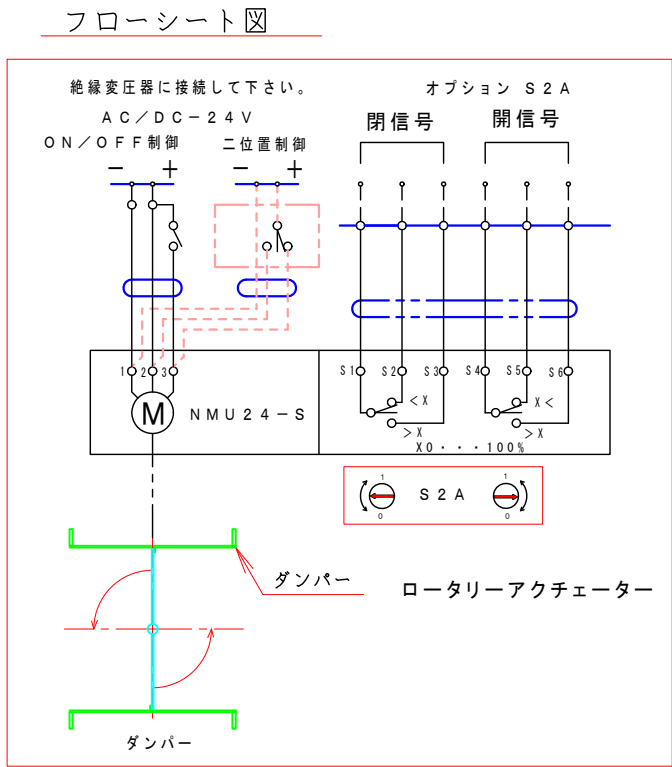 フローシート図
絶縁変圧器に接続して下さい。
オプション S2A
AC/DC-24V
閉信号
開信号
ON/OFF制御
二位置制御
- +
- +
1 2 3
S1 S2 S3 S4 S5 S6
M
NMU24-S
<X
X<
>X
>X
X0・・・100%
1
0
S2A
1
0
ダンパー
ロータリーアクチェーター
ダンパー